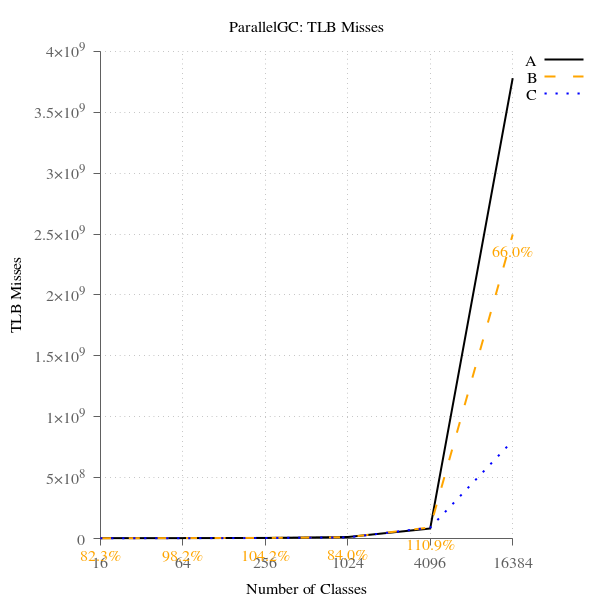 ParallelGC: TLB Misses
4×10⁹
3.5×10⁹
3×10⁹
2.5×10⁹
2×10⁹
1.5×10⁹
1×10⁹
5×10⁸
0
TLB Misses
A
B
C
66.0%
82.3% 98.2% 104.2% 84.0% 110.9%
16 64 256 1024 4096 16384
Number of Classes